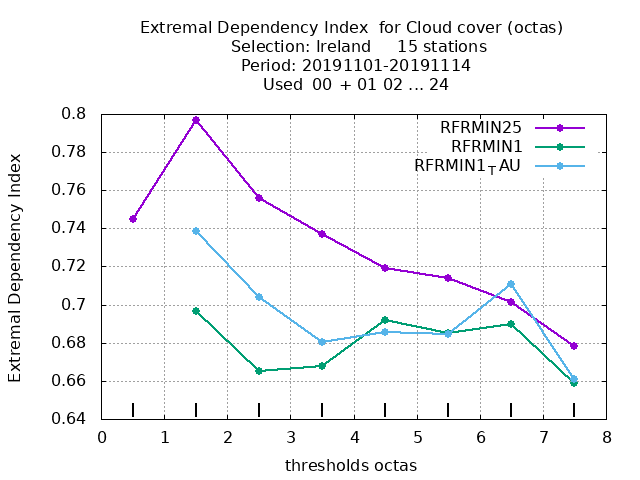 Extremal Dependency Index  for Cloud cover (octas)
Selection: Ireland     15 stations
Period: 20191101-20191114
Used  00  + 01 02 ... 24
RFRMIN25
RFRMIN1
RFRMIN1TAU
Extremal Dependency Index
0.8
0.78
0.76
0.74
0.72
0.7
0.68
0.66
0.64
0 1 2 3 4 5 6 7 8
thresholds octas